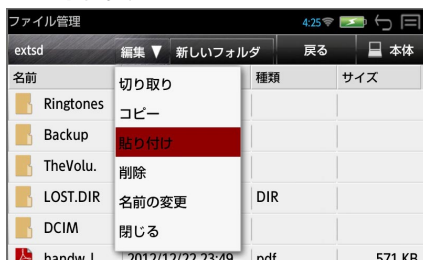 ファイル管理 4:25
extsd 編集 ▼ 新しいフォルダ 戻る 本体
名前 種類 サイズ
切り取り
コピー
貼り付け
削除
名前の変更
閉じる
Ringtones
Backup
TheVolu.
LOST.DIR DIR
DCIM
handw_l 2012/12/22 23:49 pdf 571 KB